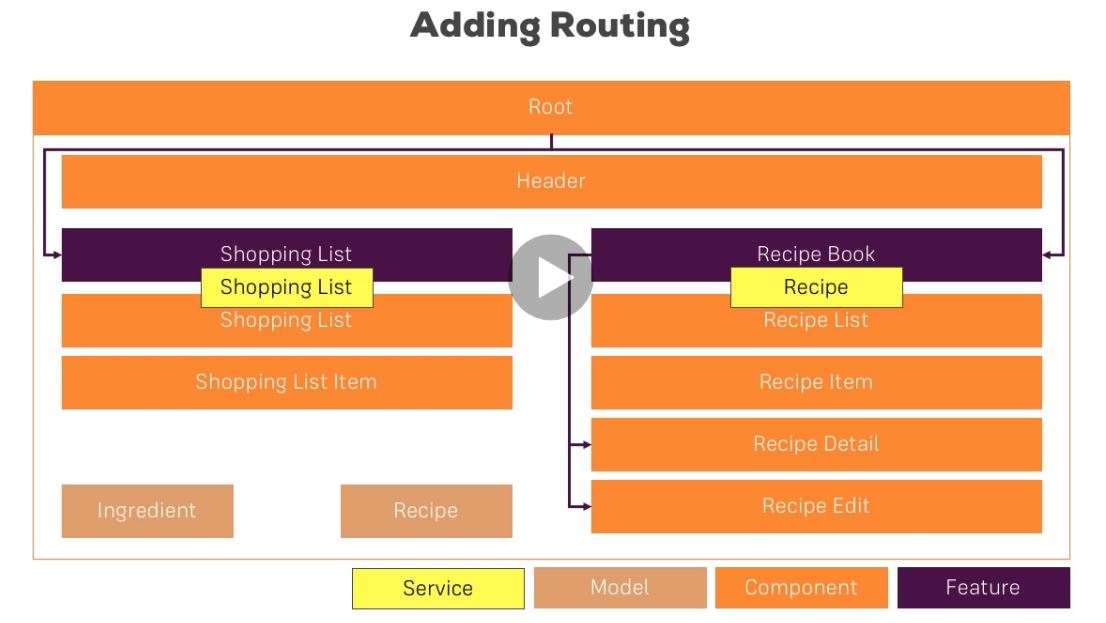 Adding Routing
Root
Header
Shopping List
Shopping List
Shopping List
Shopping List Item
Recipe Book
Recipe
Recipe List
Recipe Item
Recipe Detail
Recipe Edit
Ingredient
Recipe
Service
Model
Component
Feature